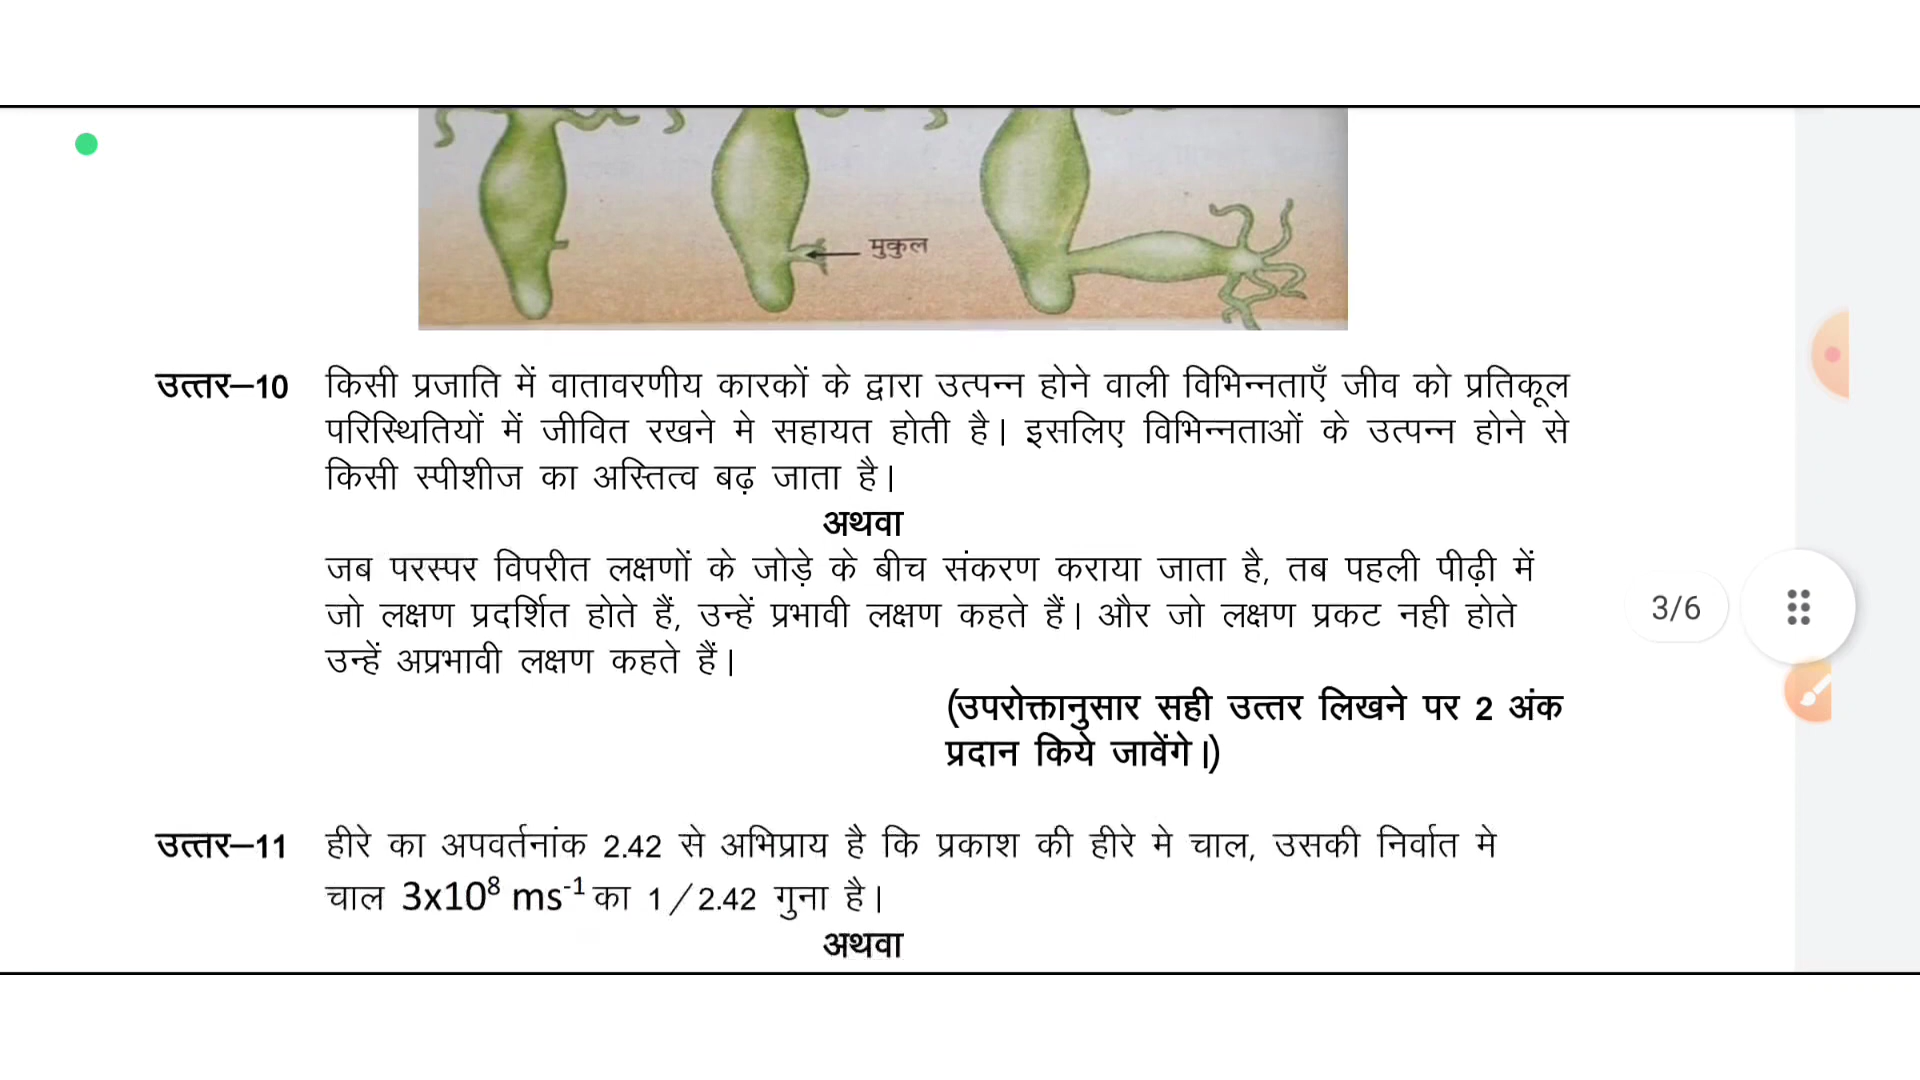 मुकुल
उत्तर–10 किसी प्रजाति में वातावरणीय कारकों के द्वारा उत्पन्न होने वाली विभिन्नताएँ जीव को प्रतिकूल
परिस्थितियों में जीवित रखने मे सहायत होती है। इसलिए विभिन्नताओं के उत्पन्न होने से
किसी स्पीशीज का अस्तित्व बढ़ जाता है।
अथवा
जब परस्पर विपरीत लक्षणों के जोड़े के बीच संकरण कराया जाता है, तब पहली पीढ़ी में
जो लक्षण प्रदर्शित होते हैं, उन्हें प्रभावी लक्षण कहते हैं। और जो लक्षण प्रकट नही होते
उन्हें अप्रभावी लक्षण कहते हैं।
3/6
(उपरोक्तानुसार सही उत्तर लिखने पर 2 अंक
प्रदान किये जावेंगे।)
उत्तर–11 हीरे का अपवर्तनांक 2.42 से अभिप्राय है कि प्रकाश की हीरे मे चाल, उसकी निर्वात मे
चाल 3x10⁸ ms⁻¹ का 1/2.42 गुना है।
अथवा